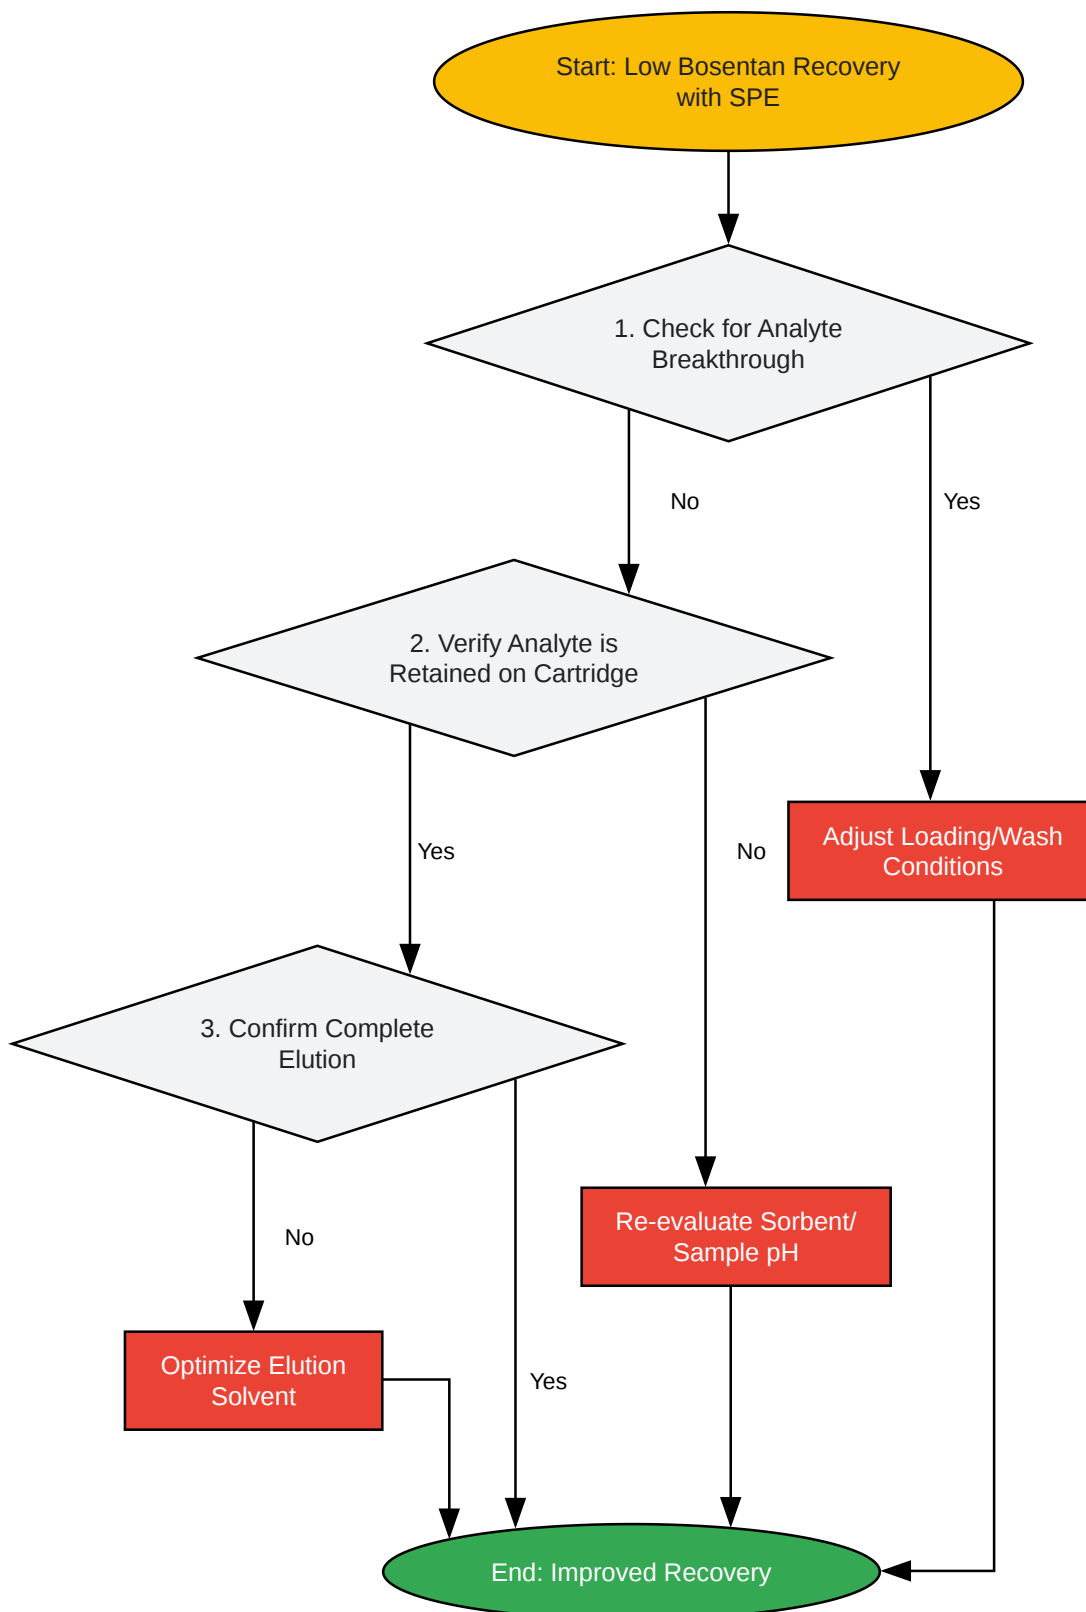 Start: Low Bosentan Recovery
with SPE
1. Check for Analyte
Breakthrough
No
Yes
2. Verify Analyte is
Retained on Cartridge
Yes
No
Adjust Loading/Wash
Conditions
3. Confirm Complete
Elution
No
Re-evaluate Sorbent/
Sample pH
Optimize Elution
Solvent
Yes
End: Improved Recovery